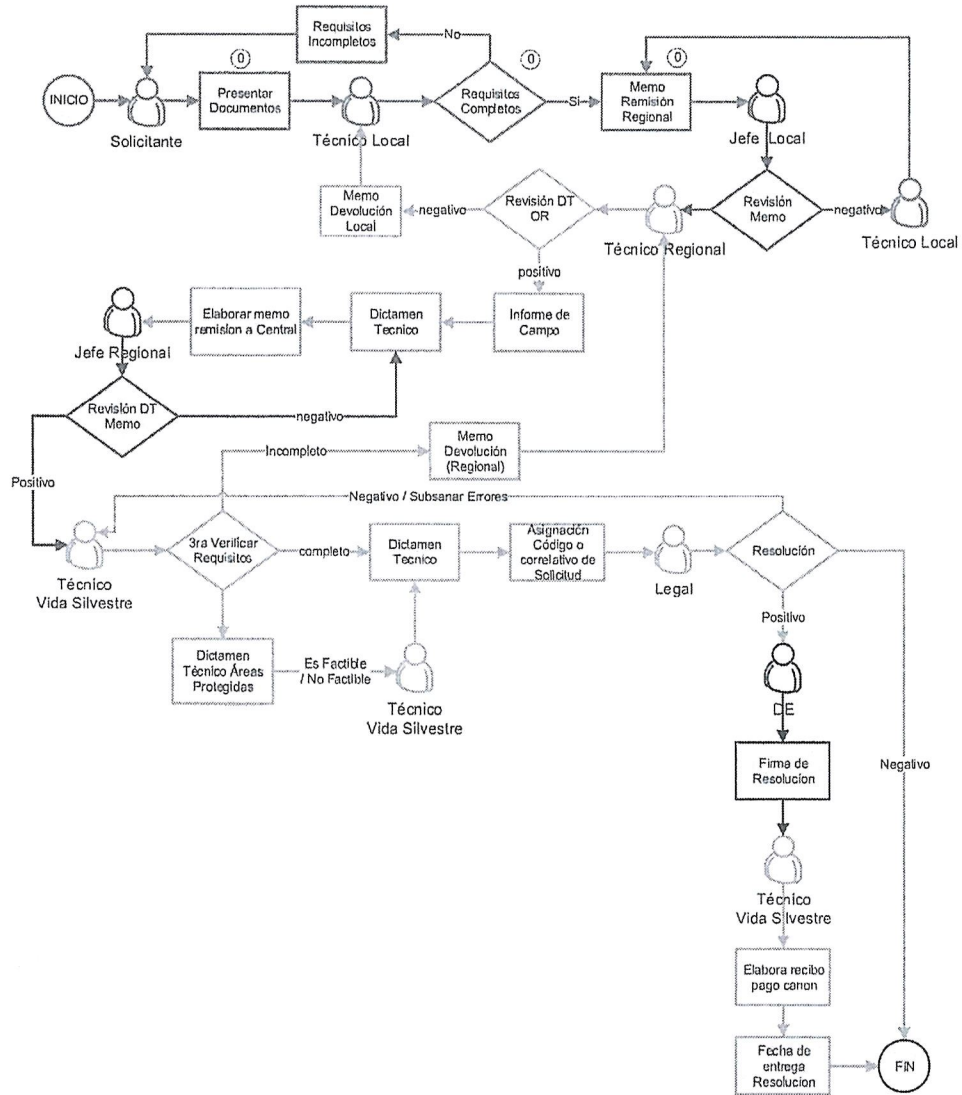 Requisitos
Incompletos
No
0
0
0
INICIO
Presentar
Documentos
Requisitos
Completos
Si
Memo
Remisión
Regional
Solicitante
Técnico Local
Jefe Local
Memo
Devolución
Local
negativo
Revisión DT
OR
Técnico Regional
Revisión
Memo
negativo
Técnico Local
positivo
Elaborar memo
remision a Central
Dictamen
Tecnico
Informe de
Campo
Jefe Regional
Revisión DT
Memo
negativo
Memo
Devolución
(Regional)
Incompleto
Positivo
Negativo / Subsanar Errores
3ra Verificar
Requisitos
completo
Dictamen
Tecnico
Asignación
Código o
correlativo de
Solicitud
Legal
Resolución
Técnico
Vida Silvestre
Positivo
Dictamen
Técnico Áreas
Protegidas
Es Factible
/ No Factible
Técnico
Vida Silvestre
DE
Firma de
Resolucion
Negativo
Técnico
Vida Silvestre
Elabora recibo
pago canon
Fecha de
entrega
Resolucion
FIN